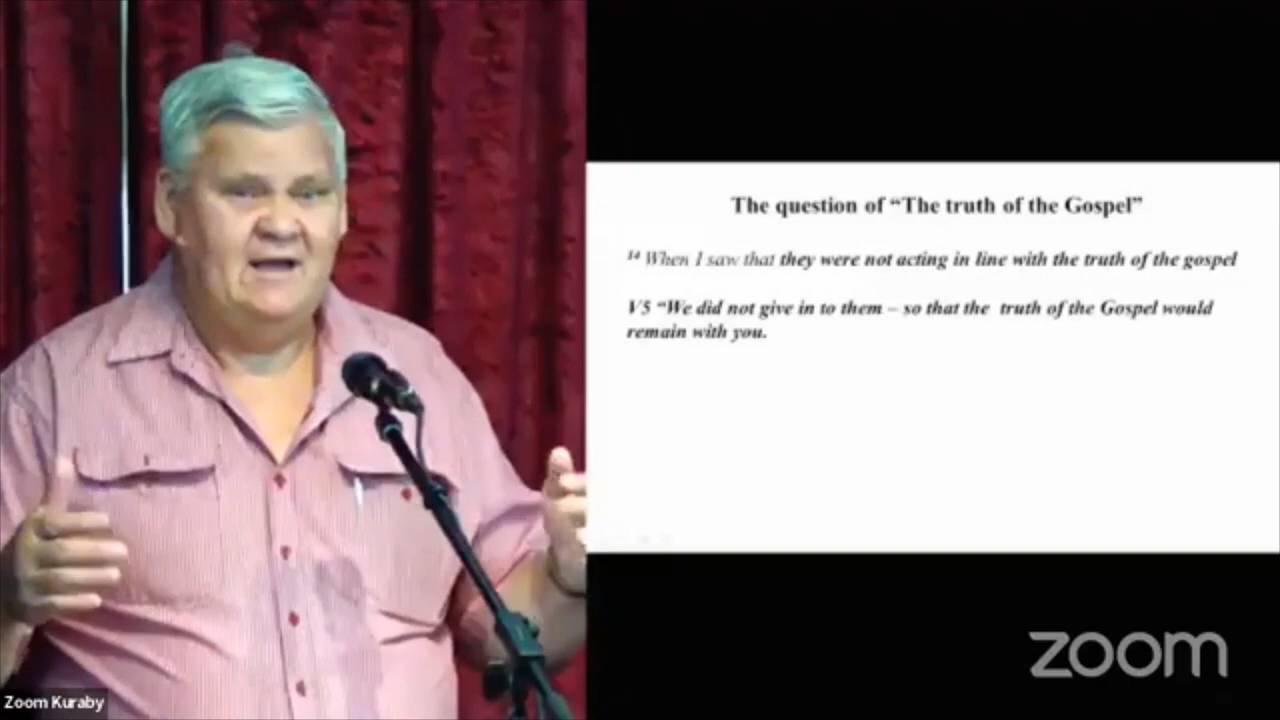 The question of “The truth of the Gospel”
¹⁴ When I saw that they were not acting in line with the truth of the gospel
V5 “We did not give in to them – so that the truth of the Gospel would
remain with you.
zoom
Zoom Kuraby